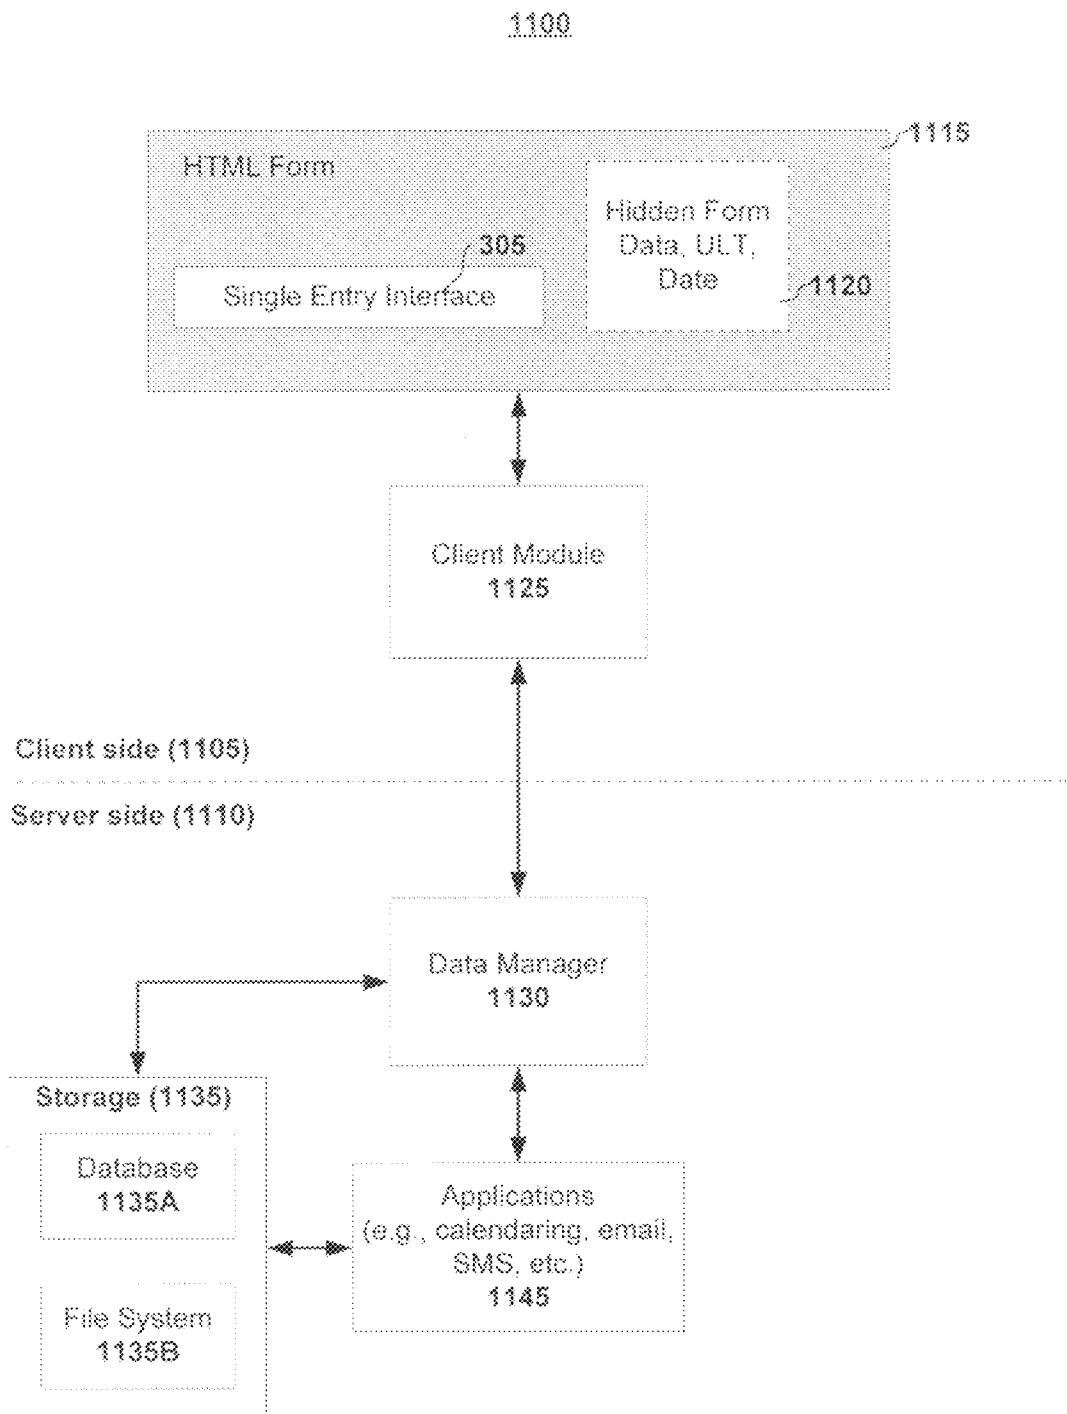 1100
1115
HTML Form
Hidden Form
Data, ULT,
Date
305
1120
Single Entry Interface
Client Module
1125
Client side (1105)
Server side (1110)
Data Manager
1130
Storage (1135)
Database
1135A
Applications
(e.g., calendaring, email,
SMS, etc.)
1145
File System
1135B